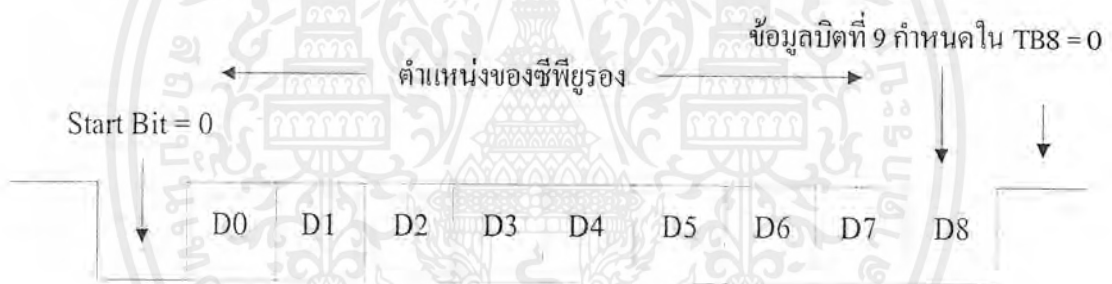 ข้อมูลบิตที่ 9 กำหนดใน TB8 = 0
ตำแหน่งของซีพียูรอง
Start Bit = 0
D0 D1 D2 D3 D4 D5 D6 D7 D8